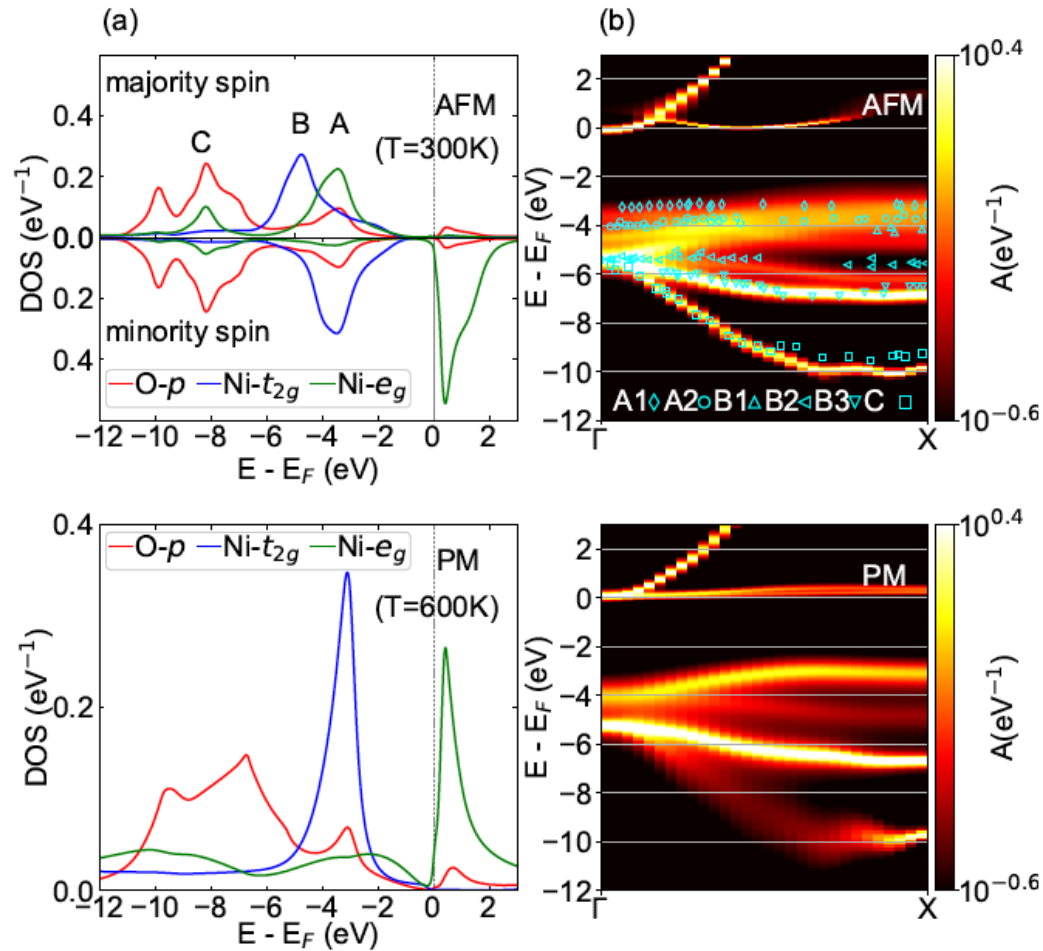 (a)
majority spin
C
B
A
AFM
(T=300K)
minority spin
O-p Ni-t2g Ni-eg
0.4
0.2
0.0
0.2
0.4
DOS (eV−1)
−12 −10 −8 −6 −4 −2 0 2
E - EF (eV)
(b)
AFM
A1 A2 B1 B2 B3 C
2
0
−2
−4
−6
−8
−10
−12
E - EF (eV)
Γ X
10^0.4
A(eV−1)
10^−0.6
O-p Ni-t2g Ni-eg
PM
(T=600K)
0.4
0.2
0.0
DOS (eV−1)
−12 −10 −8 −6 −4 −2 0 2
E - EF (eV)
PM
2
0
−2
−4
−6
−8
−10
−12
E - EF (eV)
Γ X
10^0.4
A(eV−1)
10^−0.6